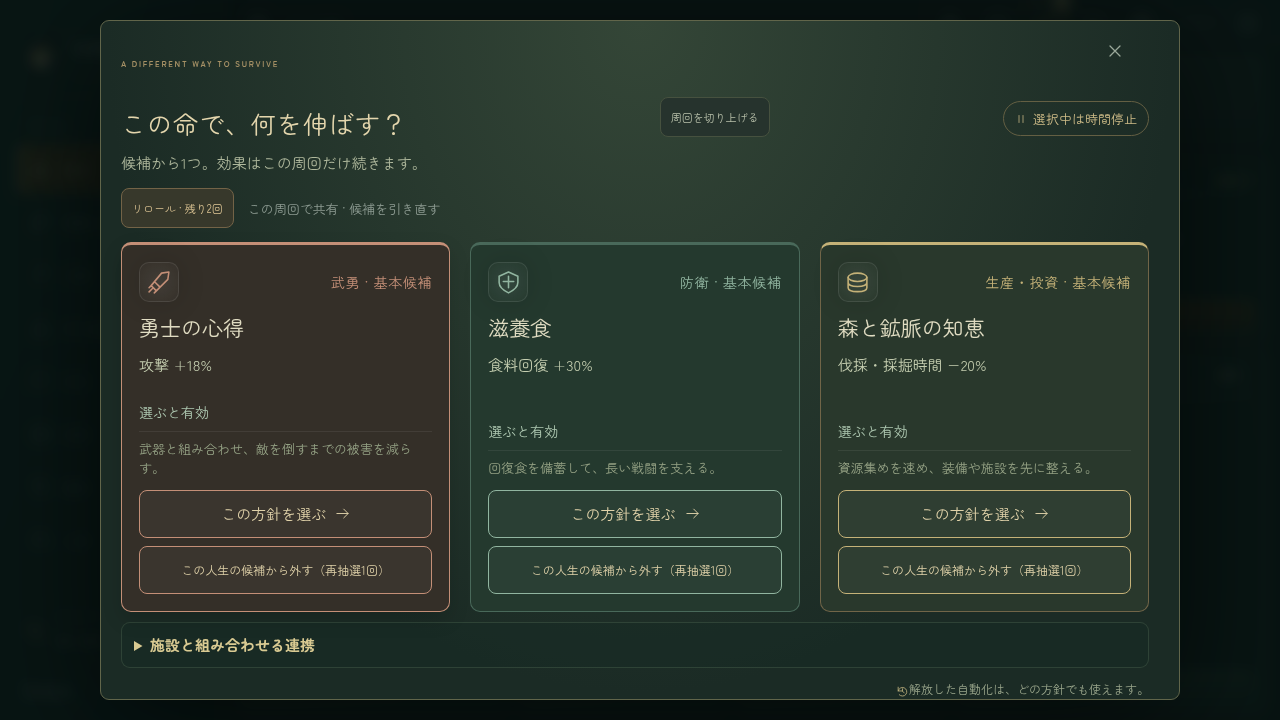 A DIFFERENT WAY TO SURVIVE
この命で、何を伸ばす？
周回を切り上げる
選択中は時間停止
候補から1つ。効果はこの周回だけ続きます。
リロール · 残り2回
この周回で共有 · 候補を引き直す
武勇 · 基本候補
勇士の心得
攻撃 +18%
選ぶと有効
武器と組み合わせ、敵を倒すまでの被害を減ら
す。
この方針を選ぶ →
この人生の候補から外す（再抽選1回）
防衛 · 基本候補
滋養食
食料回復 +30%
選ぶと有効
回復食を備蓄して、長い戦闘を支える。
この方針を選ぶ →
この人生の候補から外す（再抽選1回）
生産・投資 · 基本候補
森と鉱脈の知恵
伐採・採掘時間 −20%
選ぶと有効
資源集めを速め、装備や施設を先に整える。
この方針を選ぶ →
この人生の候補から外す（再抽選1回）
▶ 施設と組み合わせる連携
解放した自動化は、どの方針でも使えます。